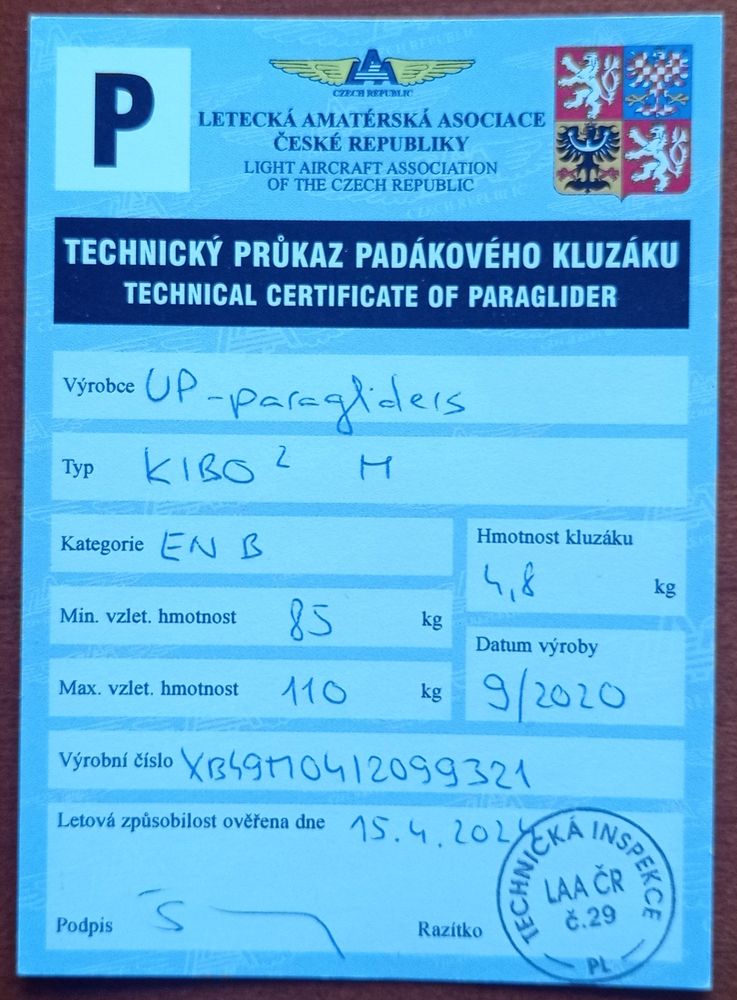 P
CZECH REPUBLIC
LETECKÁ AMATÉRSKÁ ASOCIACE
ČESKÉ REPUBLIKY
LIGHT AIRCRAFT ASSOCIATION
OF THE CZECH REPUBLIC
TECHNICKÝ PRŮKAZ PADÁKOVÉHO KLUZÁKU
TECHNICAL CERTIFICATE OF PARAGLIDER
Výrobce UP-paragliders
Typ KIBO 2 M
Kategorie EN B
Hmotnost kluzáku
4,8 kg
Min. vzlet. hmotnost 85 kg
Datum výroby
9/2020
Max. vzlet. hmotnost 110 kg
Výrobní číslo XB49M0412099321
Letová způsobilost ověřena dne 15.4.2024
Podpis
Razítko
TECHNICKÁ INSPEKCE
LAA ČR
č.29
PL